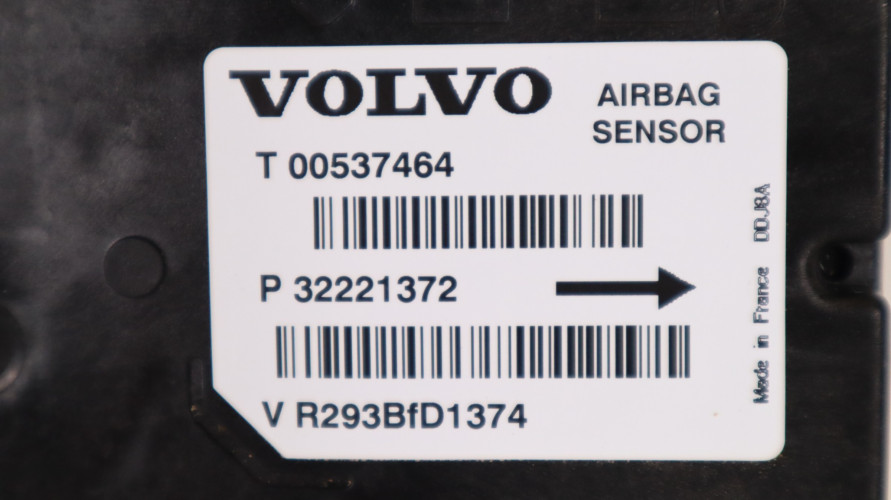 VOLVO
AIRBAG
SENSOR
T 00537464
P 32221372
V R293BfD1374
Made in France DDJ8A